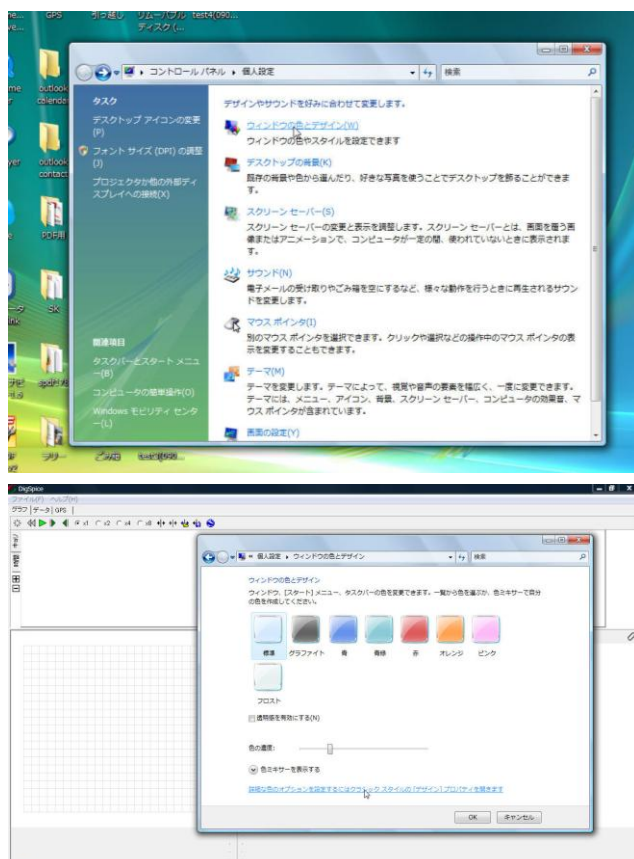 GPS
引っ越し
リムーバブル
ディスク (...
test4(090...
コントロール パネル
個人設定
検索
タスク
デスクトップ アイコンの変更
(P)
フォント サイズ (DPI) の調整
(J)
プロジェクタか他の外部ディ
スプレイへの接続(X)
関連項目
タスクバーとスタート メニュ
ー(B)
コンピュータの簡単操作(O)
Windows モビリティ センタ
ー(L)
デザインやサウンドを好みに合わせて変更します。
ウィンドウの色とデザイン(W)
ウィンドウの色やスタイルを設定できます
デスクトップの背景(K)
既存の背景や色から選んだり、好きな写真を使うことでデスクトップを飾ることができま
す。
スクリーン セーバー(S)
スクリーン セーバーの変更と表示を調整します。スクリーン セーバーとは、画面を覆う画
像またはアニメーションで、コンピュータが一定の間、使われていないときに表示されま
す。
サウンド(N)
電子メールの受け取りやごみ箱を空にするなど、様々な動作を行うときに再生されるサウン
ドを変更します。
マウス ポインタ(I)
別のマウス ポインタを選択できます。クリックや選択などの操作中のマウス ポインタの表
示を変更することもできます。
テーマ(M)
テーマを変更します。テーマによって、視覚や音声の要素を幅広く、一度に変更できます。
テーマには、メニュー、アイコン、背景、スクリーン セーバー、コンピュータの効果音、マ
ウス ポインタが含まれています。
画面の設定(Y)
outlook
calendar
outlook
contact
PDF用
SK
ごみ箱
DigSpice
ファイル(F) ヘルプ(H)
グラフ データ GPS
x1 x2 x4 x8
個人設定
ウィンドウの色とデザイン
検索
ウィンドウの色とデザイン
ウィンドウ、[スタート] メニュー、タスクバーの色を変更できます。一覧から色を選ぶか、色ミキサーで自分
の色を作成してください。
標準 グラファイト 青 青緑 赤 オレンジ ピンク
フロスト
透明感を有効にする(N)
色の濃度:
色ミキサーを表示する
詳細な色のオプションを設定するにはクラシック スタイルの [デザイン] プロパティを開きます
OK キャンセル